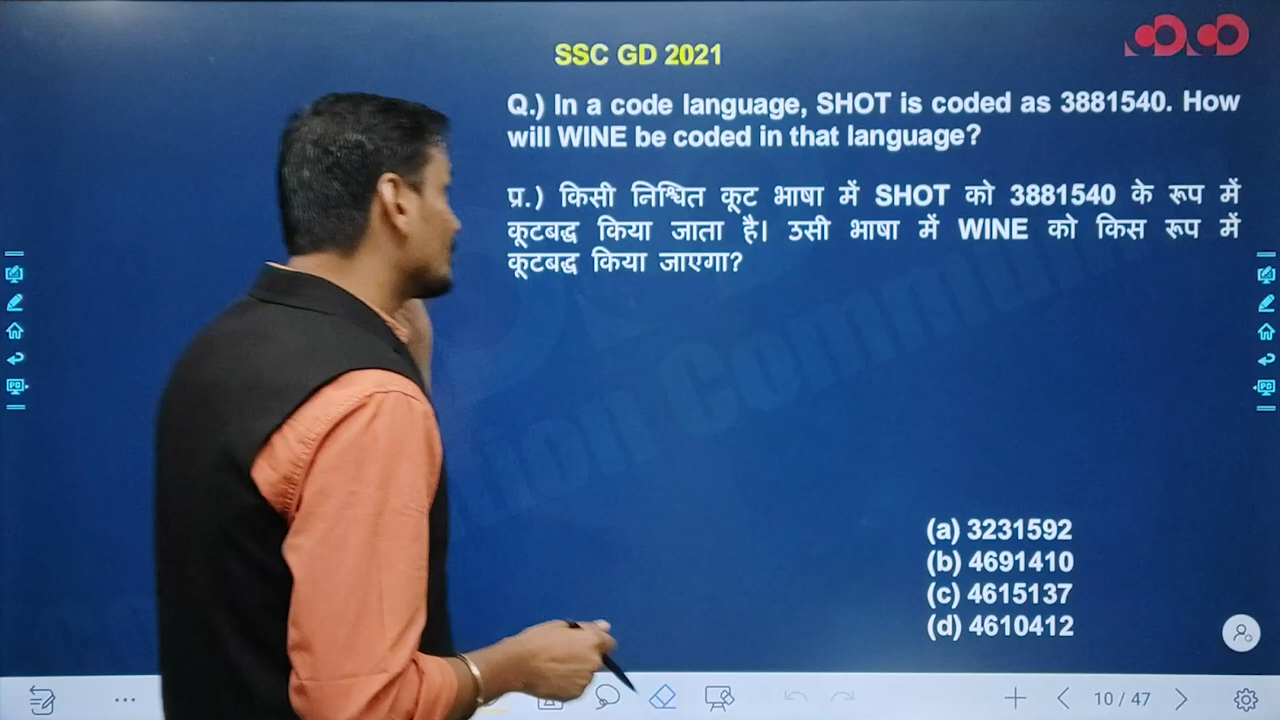 SSC GD 2021
Q.) In a code language, SHOT is coded as 3881540. How
will WINE be coded in that language?
प्र.) किसी निश्चित कूट भाषा में SHOT को 3881540 के रूप में
कूटबद्ध किया जाता है। उसी भाषा में WINE को किस रूप में
कूटबद्ध किया जाएगा?
(a) 3231592
(b) 4691410
(c) 4615137
(d) 4610412
10 / 47